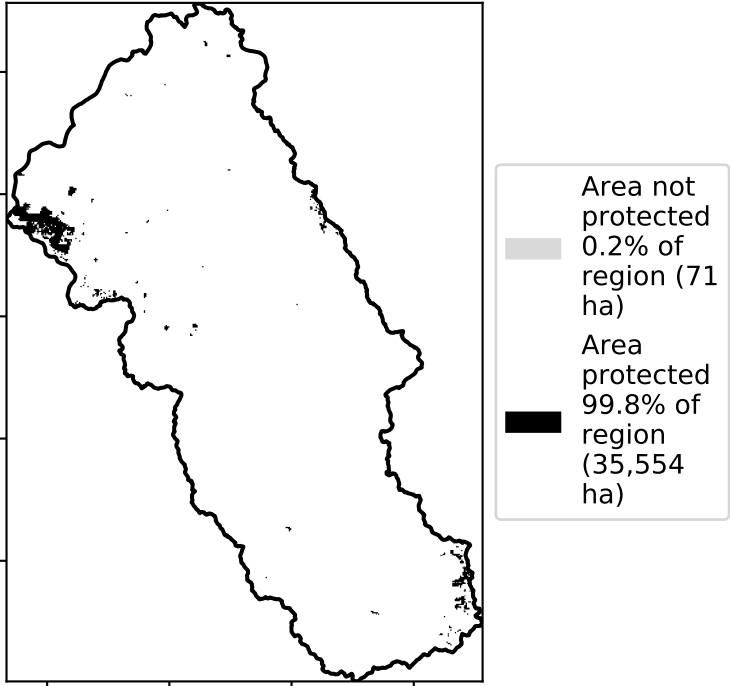 Area not
protected
0.2% of
region (71
ha)
Area
protected
99.8% of
region
(35,554
ha)